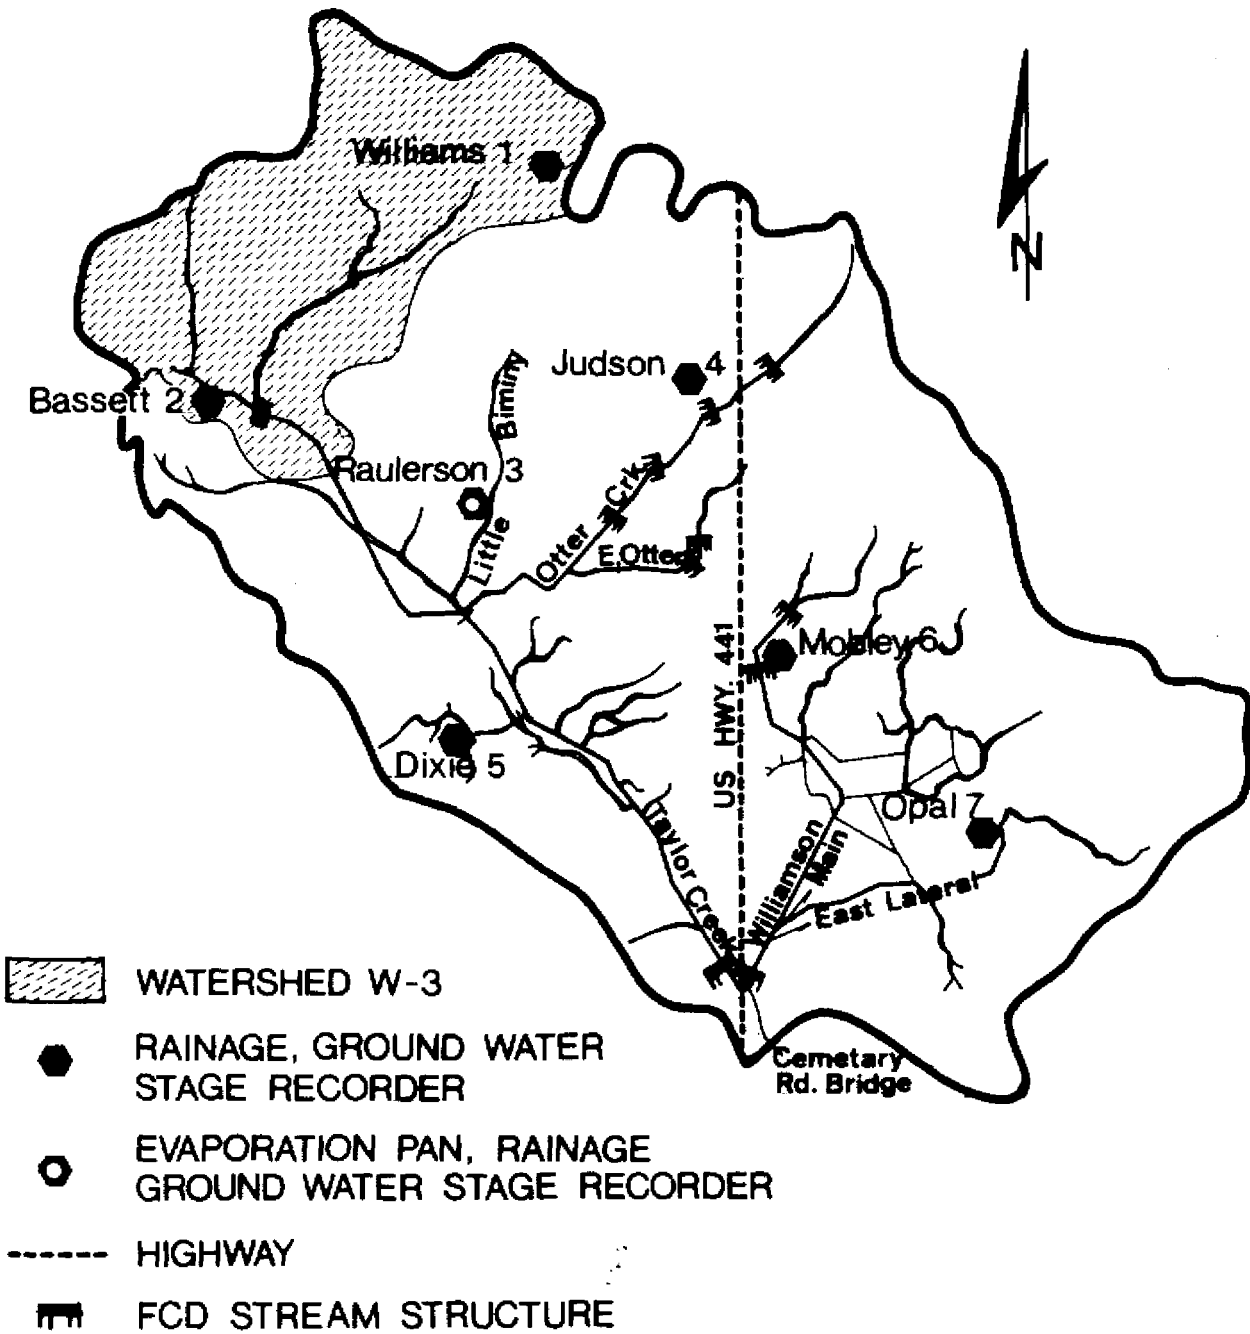 Williams 1
N
Judson 4
Bassett 2
Biminy
Raulerson 3
Little
Otter Crk
E. Otter
Mobley 6
US HWY. 441
Dixie 5
Opal 7
Taylor Creek
Williamson
Main
East Lateral
Cemetary
Rd. Bridge
WATERSHED W-3
RAINAGE, GROUND WATER
STAGE RECORDER
EVAPORATION PAN, RAINAGE
GROUND WATER STAGE RECORDER
HIGHWAY
FCD STREAM STRUCTURE